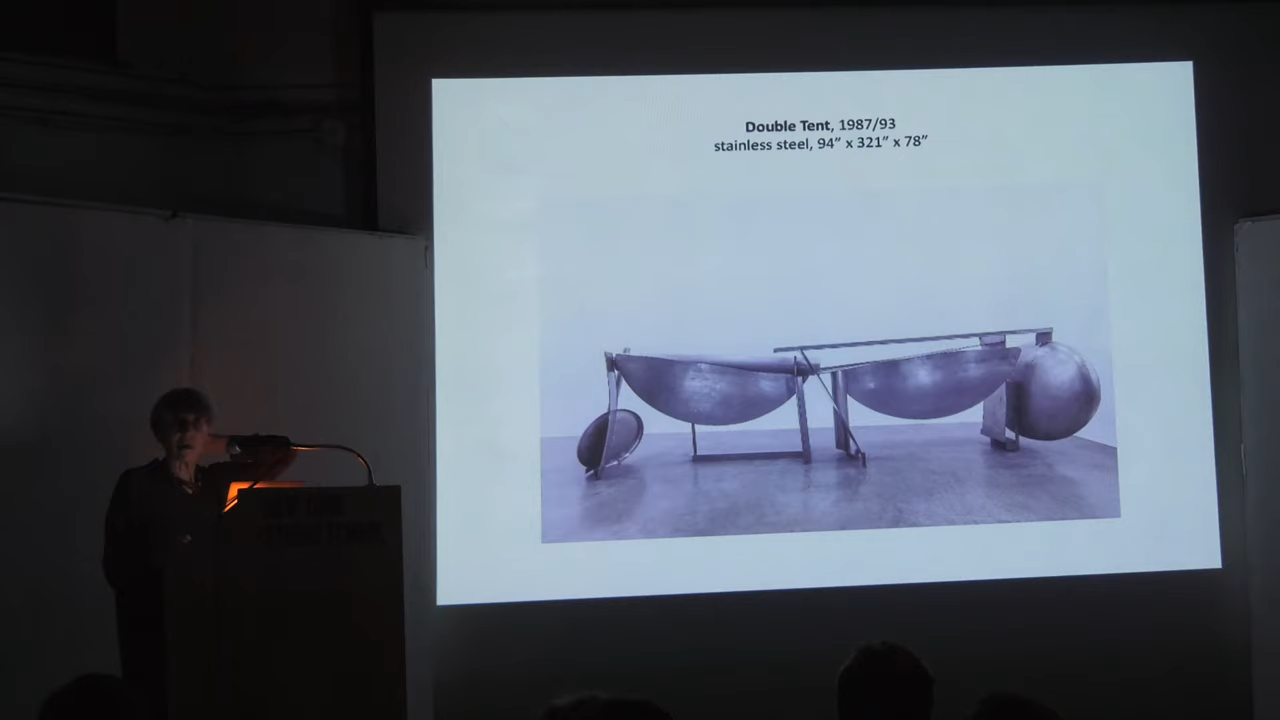 Double Tent, 1987/93
stainless steel, 94” x 321” x 78”